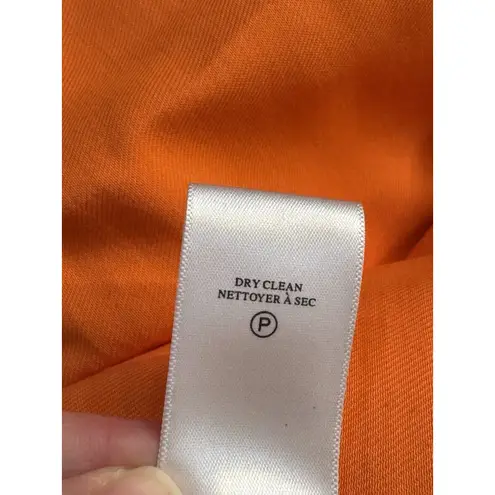 DRY CLEAN
NETTOYER À SEC
P